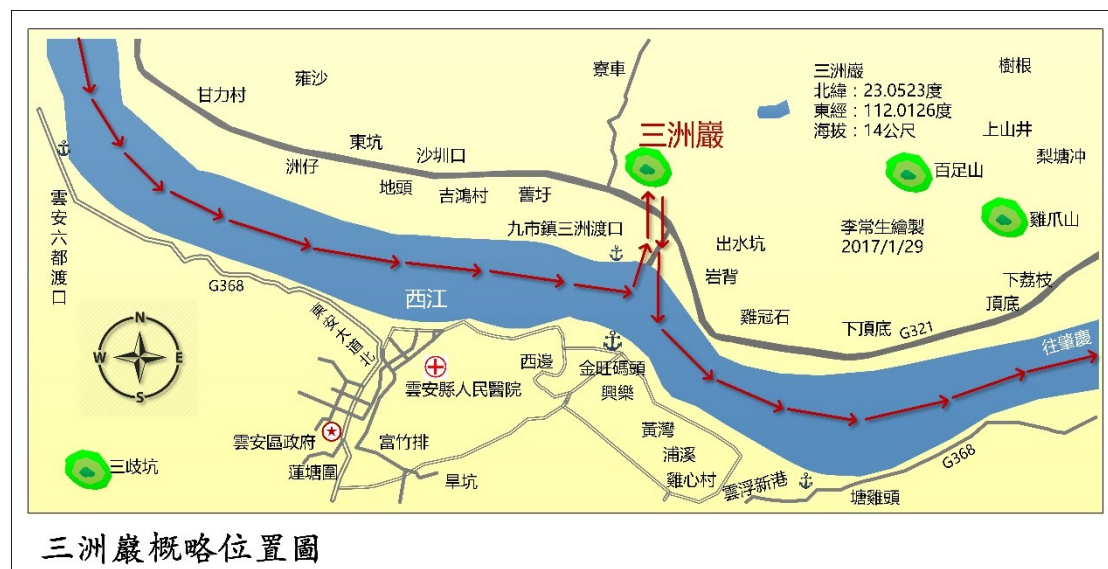 寮車
樹根
雍沙
三洲巖
北緯：23.0523度
東經：112.0126度
海拔：14公尺
甘力村
上山井
東坑
三洲巖
梨塘冲
沙圳口
洲仔
百足山
地頭
吉鴻村
舊圩
雞爪山
雲安六都渡口
九市鎮三洲渡口
李常生繪製
2017/1/29
出水坑
岩背
下荔枝
G368
西江
頂底
雞冠石
下頂底
G321
往肇慶
N
W
E
S
西邊
金旺碼頭
雲安縣人民醫院
興樂
黃灣
雲安區政府
富竹排
浦溪
三歧坑
蓮塘圍
旱坑
雞心村
雲浮新港
G368
塘雞頭
三洲巖概略位置圖